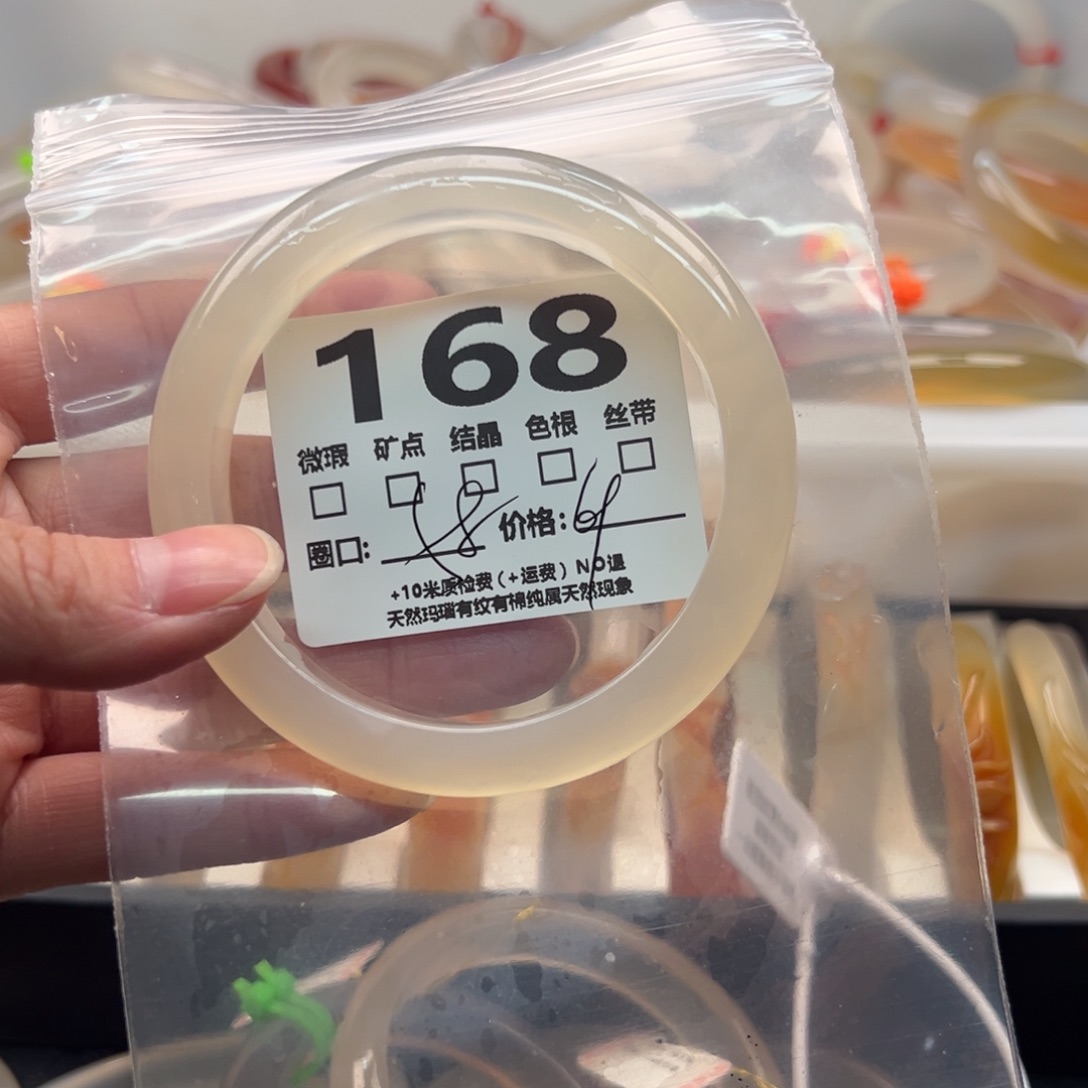 168
微瑕 矿点 结晶 色根 丝带
圈口: 58 价格:
+10米质检费(+运费)NO退
天然玛瑙有纹有棉纯属天然现象